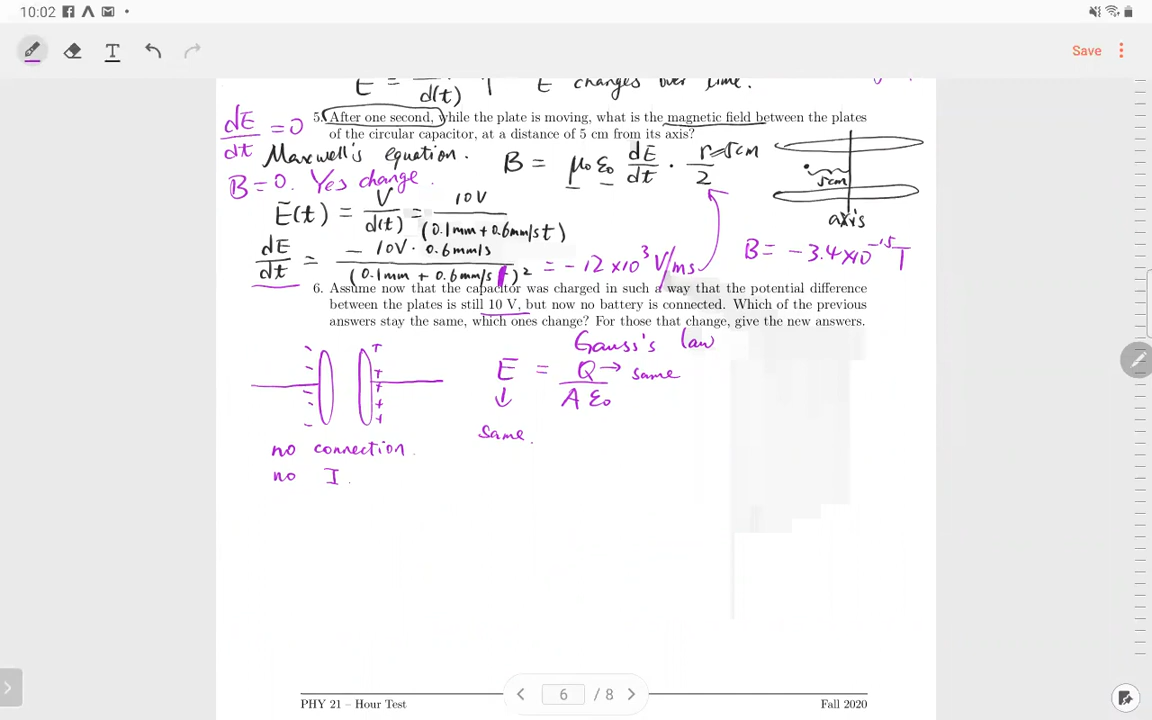 10:02
Save
E = d(t) ↑ E changes over time.
5. After one second, while the plate is moving, what is the magnetic field between the plates
of the circular capacitor, at a distance of 5 cm from its axis?
dE/dt = 0
Maxwell's equation. B = μ₀ ε₀ dE/dt · r=5cm/2
B = 0. Yes change.
5cm
axis
E(t) = V/d(t) = 10V/(0.1mm + 0.6mm/s t)
dE/dt = −10V · 0.6mm/s/(0.1mm + 0.6mm/s t)² = −12 ×10³ V/ms
B = −3.4×10⁻¹⁵ T
6. Assume now that the capacitor was charged in such a way that the potential difference
between the plates is still 10 V, but now no battery is connected. Which of the previous
answers stay the same, which ones change? For those that change, give the new answers.
Gauss's law
E = Q/A ε₀ → same
↓
same.
no connection.
no I.
6 / 8
PHY 21 – Hour Test
Fall 2020